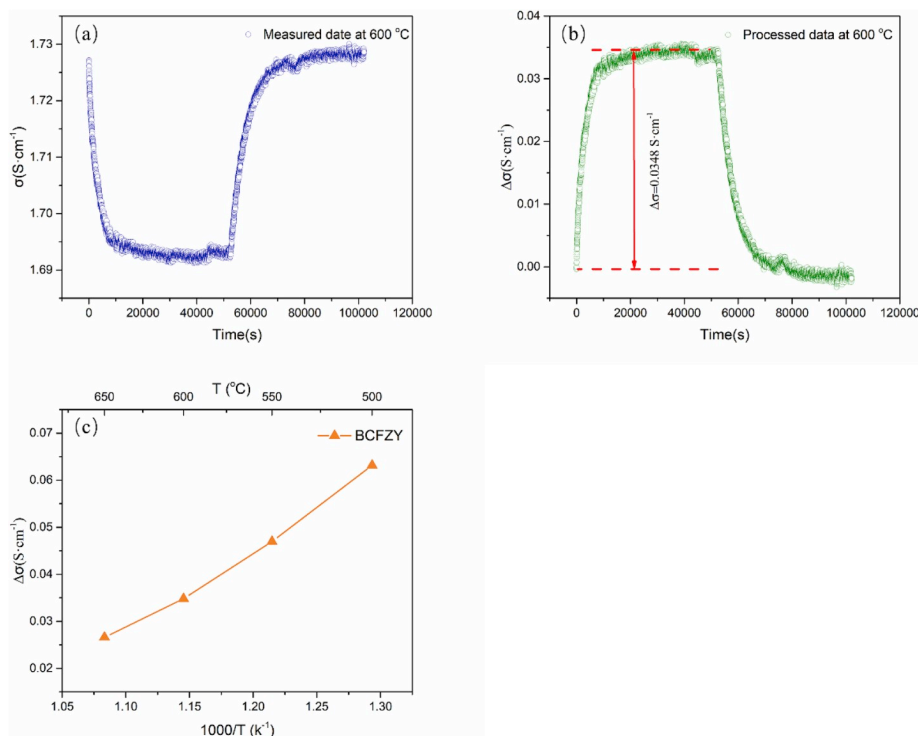 (a)
Measured date at 600 °C
1.73
1.72
1.71
1.70
1.69
σ(S·cm⁻¹)
0
20000
40000
60000
80000
100000
120000
Time(s)
(b)
Processed data at 600 °C
0.04
0.03
0.02
0.01
0.00
Δσ(S·cm⁻¹)
Δσ=0.0348 S·cm⁻¹
0
20000
40000
60000
80000
100000
120000
Time(s)
T (°C)
650
600
550
500
(c)
BCFZY
0.07
0.06
0.05
0.04
0.03
0.02
Δσ(S·cm⁻¹)
1.05
1.10
1.15
1.20
1.25
1.30
1000/T (k⁻¹)